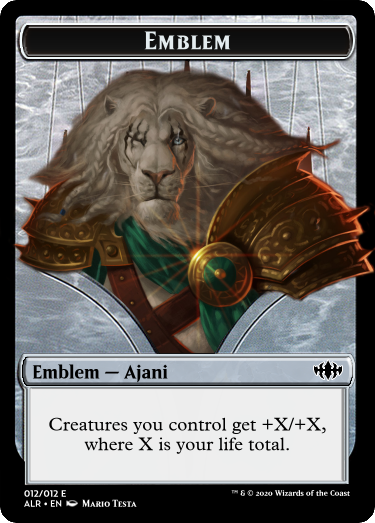 EMBLEM
Emblem — Ajani
Creatures you control get +X/+X,
where X is your life total.
012/012 E
ALR • EN MARIO TESTA
™ & © 2020 Wizards of the Coast